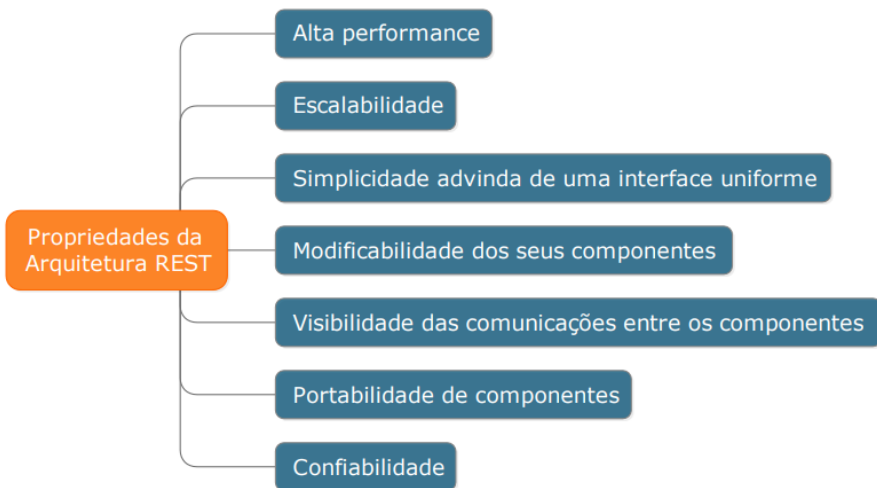 Alta performance
Escalabilidade
Simplicidade advinda de uma interface uniforme
Propriedades da
Arquitetura REST
Modificabilidade dos seus componentes
Visibilidade das comunicações entre os componentes
Portabilidade de componentes
Confiabilidade